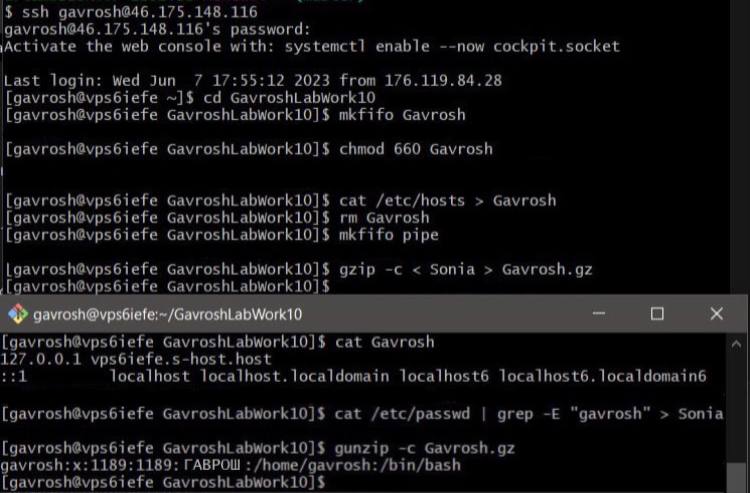 $ ssh gavrosh@46.175.148.116
gavrosh@46.175.148.116's password:
Activate the web console with: systemctl enable --now cockpit.socket
Last login: Wed Jun  7 17:55:12 2023 from 176.119.84.28
[gavrosh@vps6iefe ~]$ cd GavroshLabWork10
[gavrosh@vps6iefe GavroshLabWork10]$ mkfifo Gavrosh
[gavrosh@vps6iefe GavroshLabWork10]$ chmod 660 Gavrosh
[gavrosh@vps6iefe GavroshLabWork10]$ cat /etc/hosts > Gavrosh
[gavrosh@vps6iefe GavroshLabWork10]$ rm Gavrosh
[gavrosh@vps6iefe GavroshLabWork10]$ mkfifo pipe
[gavrosh@vps6iefe GavroshLabWork10]$ gzip -c < Sonia > Gavrosh.gz
[gavrosh@vps6iefe GavroshLabWork10]$
gavrosh@vps6iefe:~/GavroshLabWork10
[gavrosh@vps6iefe GavroshLabWork10]$ cat Gavrosh
127.0.0.1 vps6iefe.s-host.host
::1 localhost localhost.localdomain localhost6 localhost6.localdomain6
[gavrosh@vps6iefe GavroshLabWork10]$ cat /etc/passwd | grep -E "gavrosh" > Sonia
[gavrosh@vps6iefe GavroshLabWork10]$ gunzip -c Gavrosh.gz
gavrosh:x:1189:1189:ГАВРОШ:/home/gavrosh:/bin/bash
[gavrosh@vps6iefe GavroshLabWork10]$